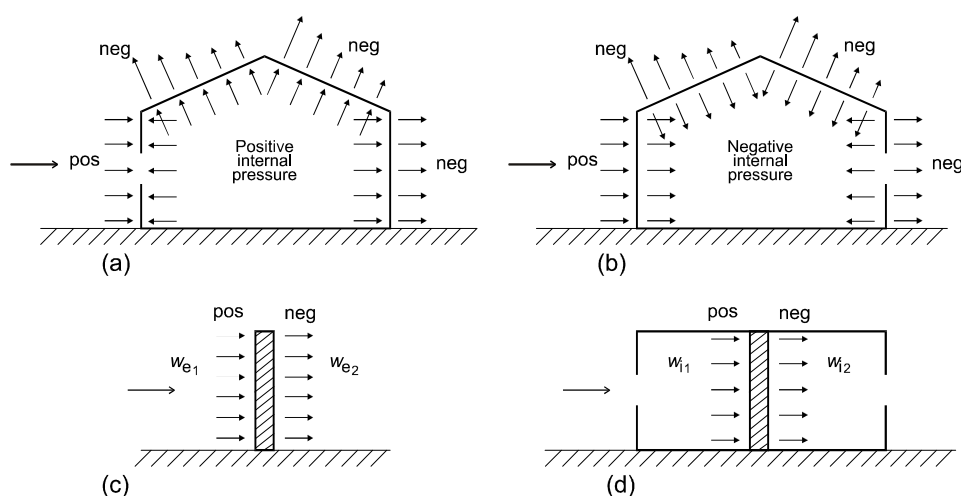 neg
neg
pos
Positive
internal
pressure
neg
(a)
neg
neg
pos
Negative
internal
pressure
neg
(b)
pos
neg
we1
we2
(c)
pos
neg
wi1
wi2
(d)